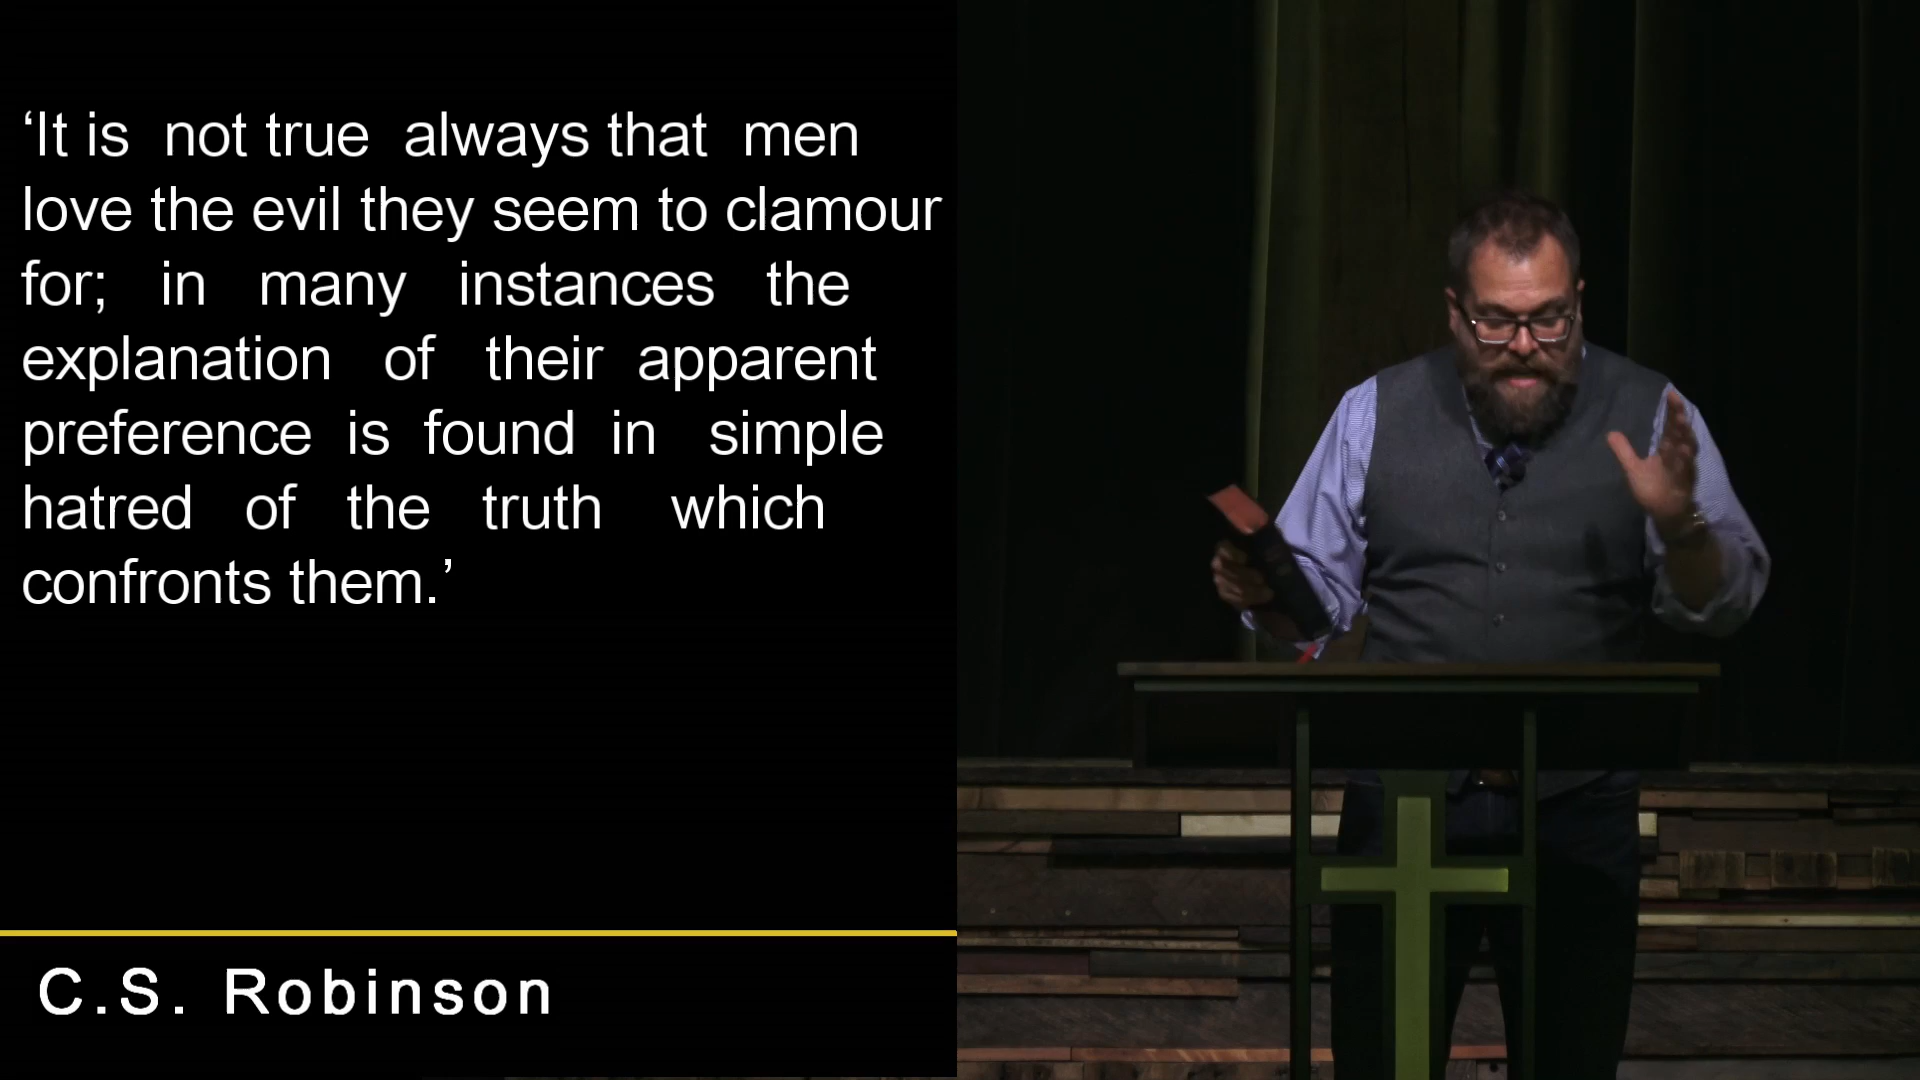 ‘It is not true always that men
love the evil they seem to clamour
for; in many instances the
explanation of their apparent
preference is found in simple
hatred of the truth which
confronts them.’
C.S. Robinson